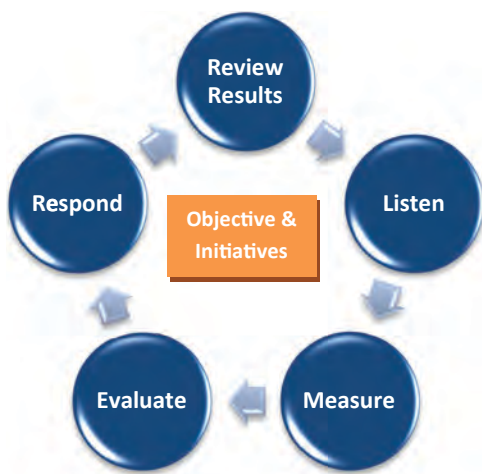 Review
Results
Listen
Measure
Evaluate
Respond
Objective &
Initiatives